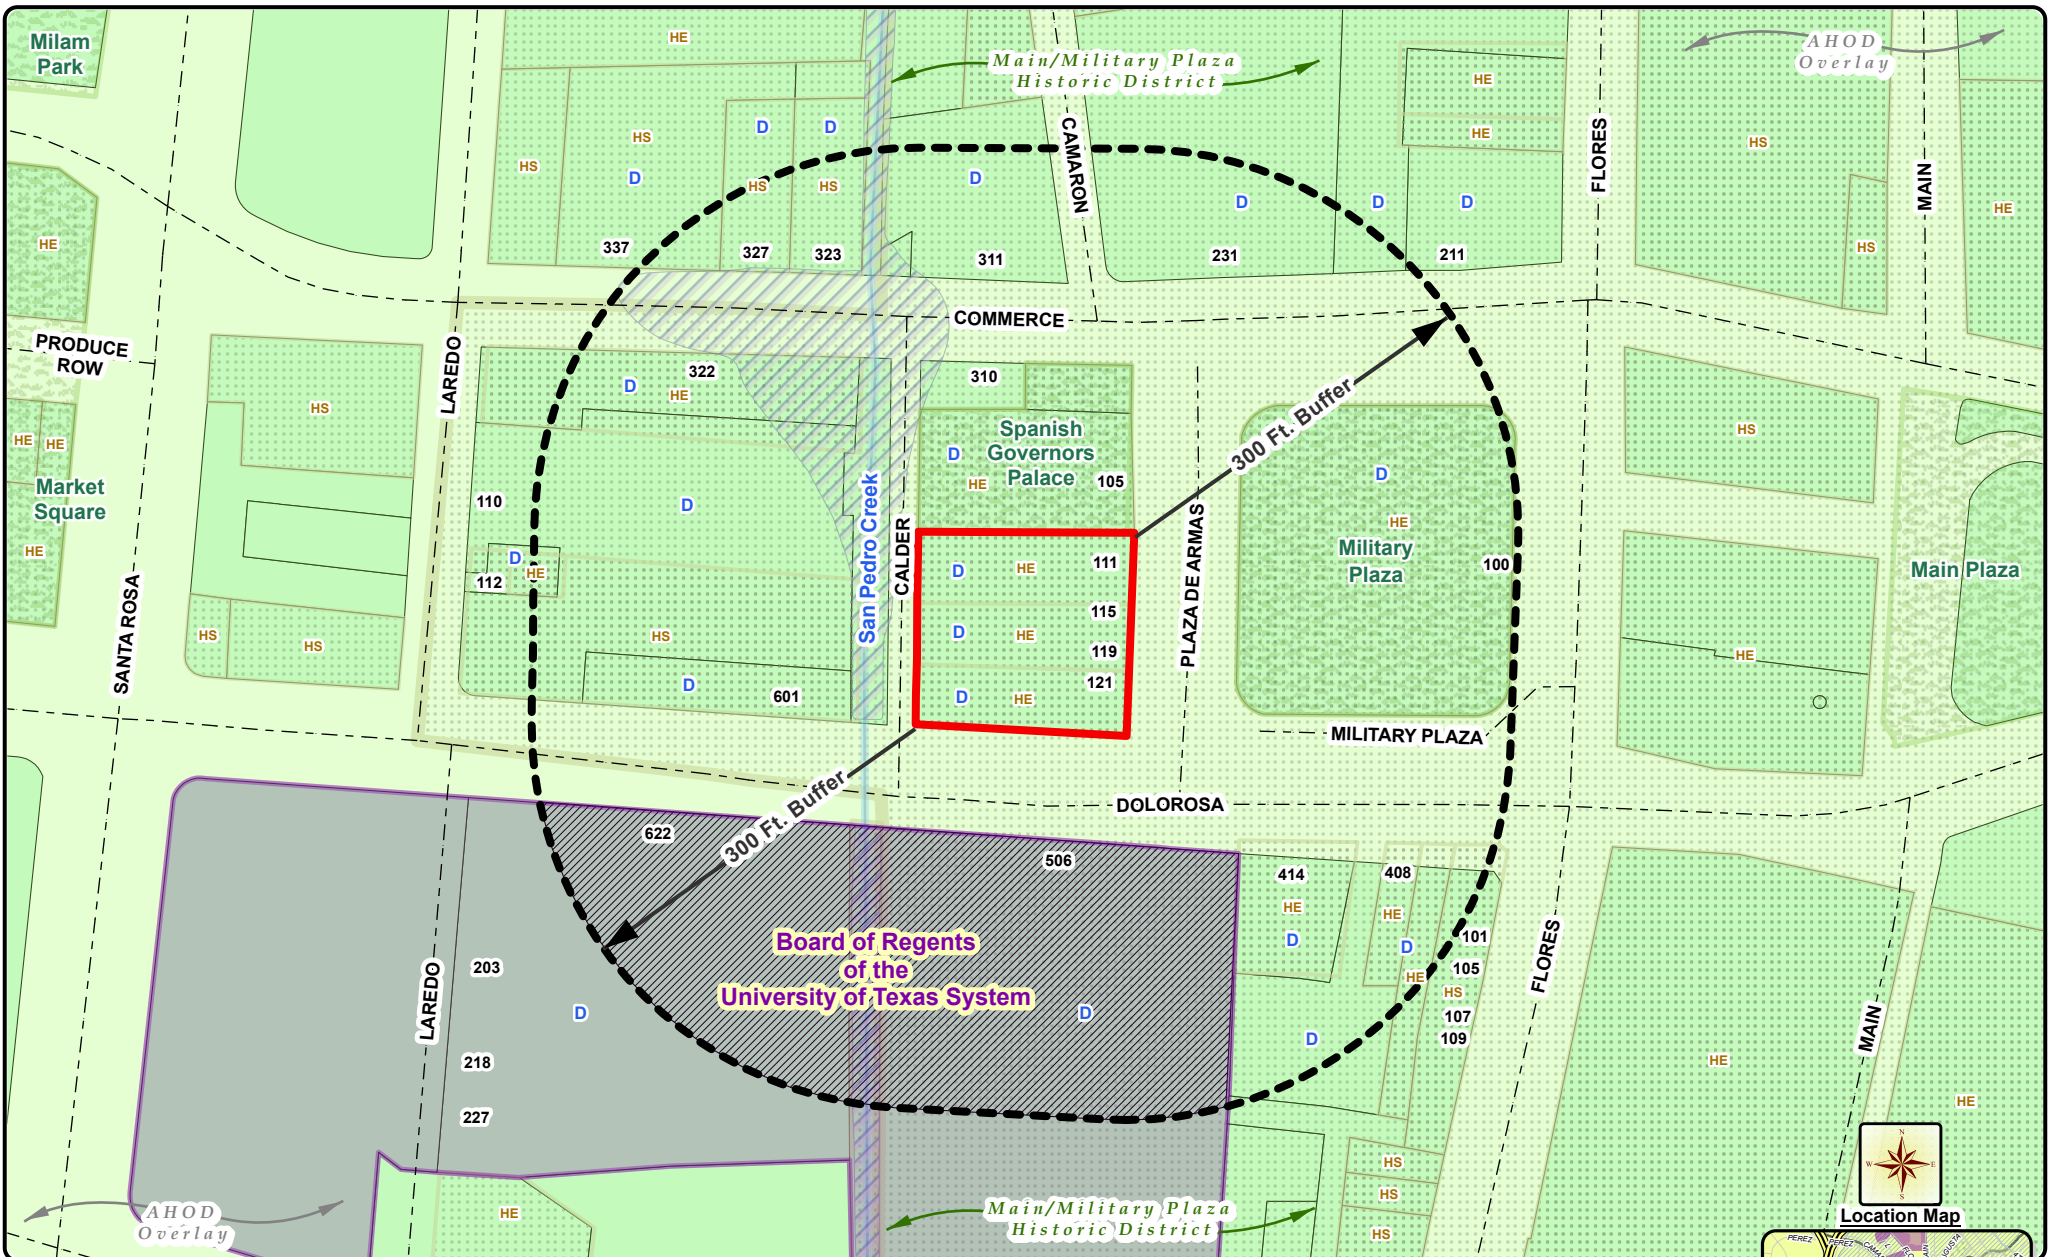 Milam
Park
HE
Main/Military Plaza
Historic District
AHOD
Overlay
HE
HE
HS
HS
HS
D
D
D
HS
HS
D
CAMARON
D
D
D
FLORES
HS
MAIN
HE
HS
HE
337
327
323
311
231
211
COMMERCE
PRODUCE
ROW
LAREDO
322
D
HE
310
HS
HE
HE
Market
Square
HE
Spanish
Governors
Palace
D
HE
105
300 Ft. Buffer
D
HE
Military
Plaza
100
HS
Main Plaza
110
D
D
HE
112
San Pedro Creek
CALDER
PLAZA DE ARMAS
D
HE
111
115
D
HE
119
121
D
HE
SANTA ROSA
HS
HS
HS
D
601
HE
MILITARY PLAZA
DOLOROSA
300 Ft. Buffer
622
506
414
HE
D
408
HE
D
101
105
HE
HS
107
109
D
Board of Regents
of the
University of Texas System
D
D
203
218
227
LAREDO
FLORES
MAIN
HE
HE
HS
HS
HS
HE
AHOD
Overlay
Main/Military Plaza
Historic District
N
W
E
S
Location Map
PEREZ
PEREZ